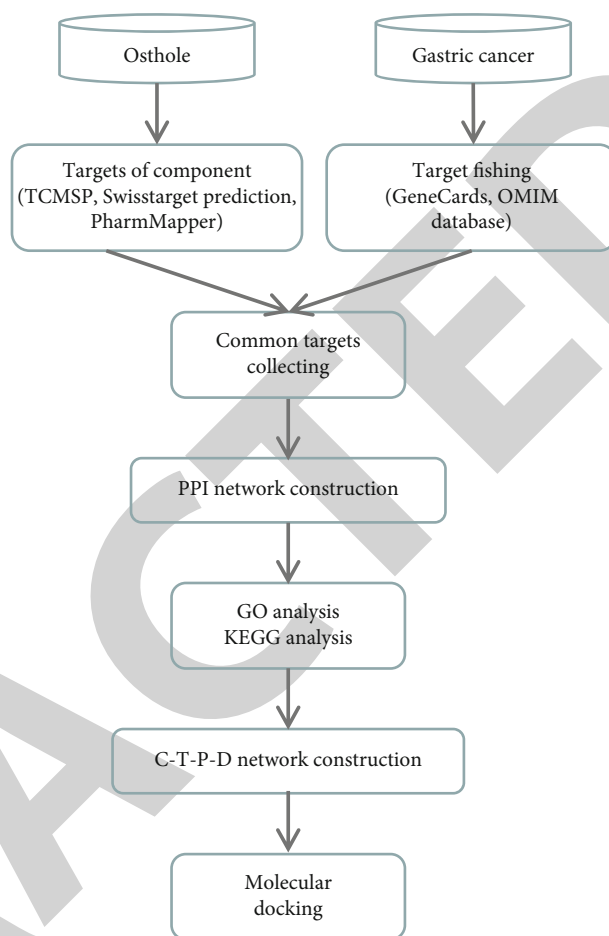 Osthole
Gastric cancer
Targets of component
(TCMSP, Swisstarget prediction,
PharmMapper)
Target fishing
(GeneCards, OMIM
database)
Common targets
collecting
PPI network construction
GO analysis
KEGG analysis
C-T-P-D network construction
Molecular
docking
ACTED